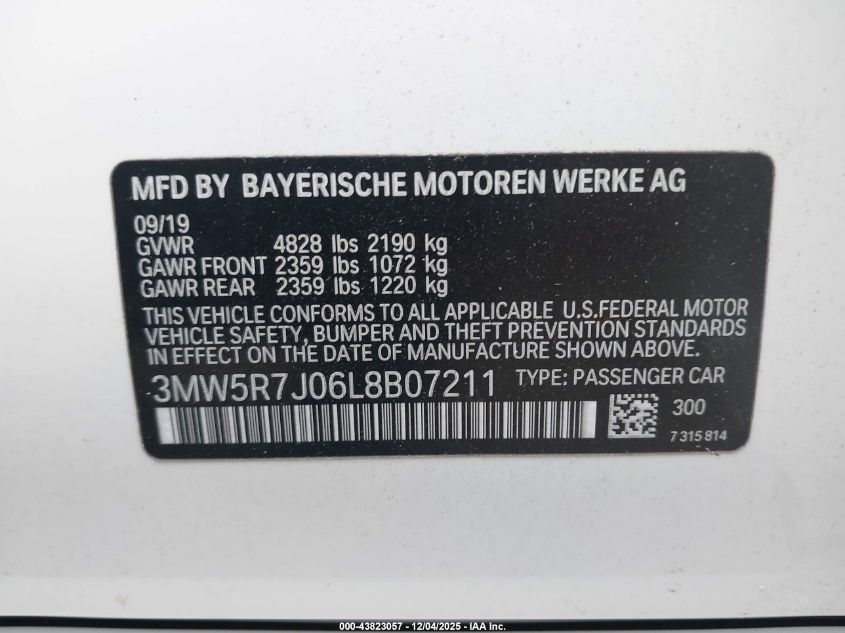 MFD BY BAYERISCHE MOTOREN WERKE AG
09/19
GVWR 4828 lbs 2190 kg
GAWR FRONT 2359 lbs 1072 kg
GAWR REAR 2359 lbs 1220 kg
THIS VEHICLE CONFORMS TO ALL APPLICABLE U.S.FEDERAL MOTOR
VEHICLE SAFETY, BUMPER AND THEFT PREVENTION STANDARDS
IN EFFECT ON THE DATE OF MANUFACTURE SHOWN ABOVE.
3MW5R7J06L8B07211 TYPE: PASSENGER CAR
300
7 315 814
000-43823057 - 12/04/2025 - IAA Inc.